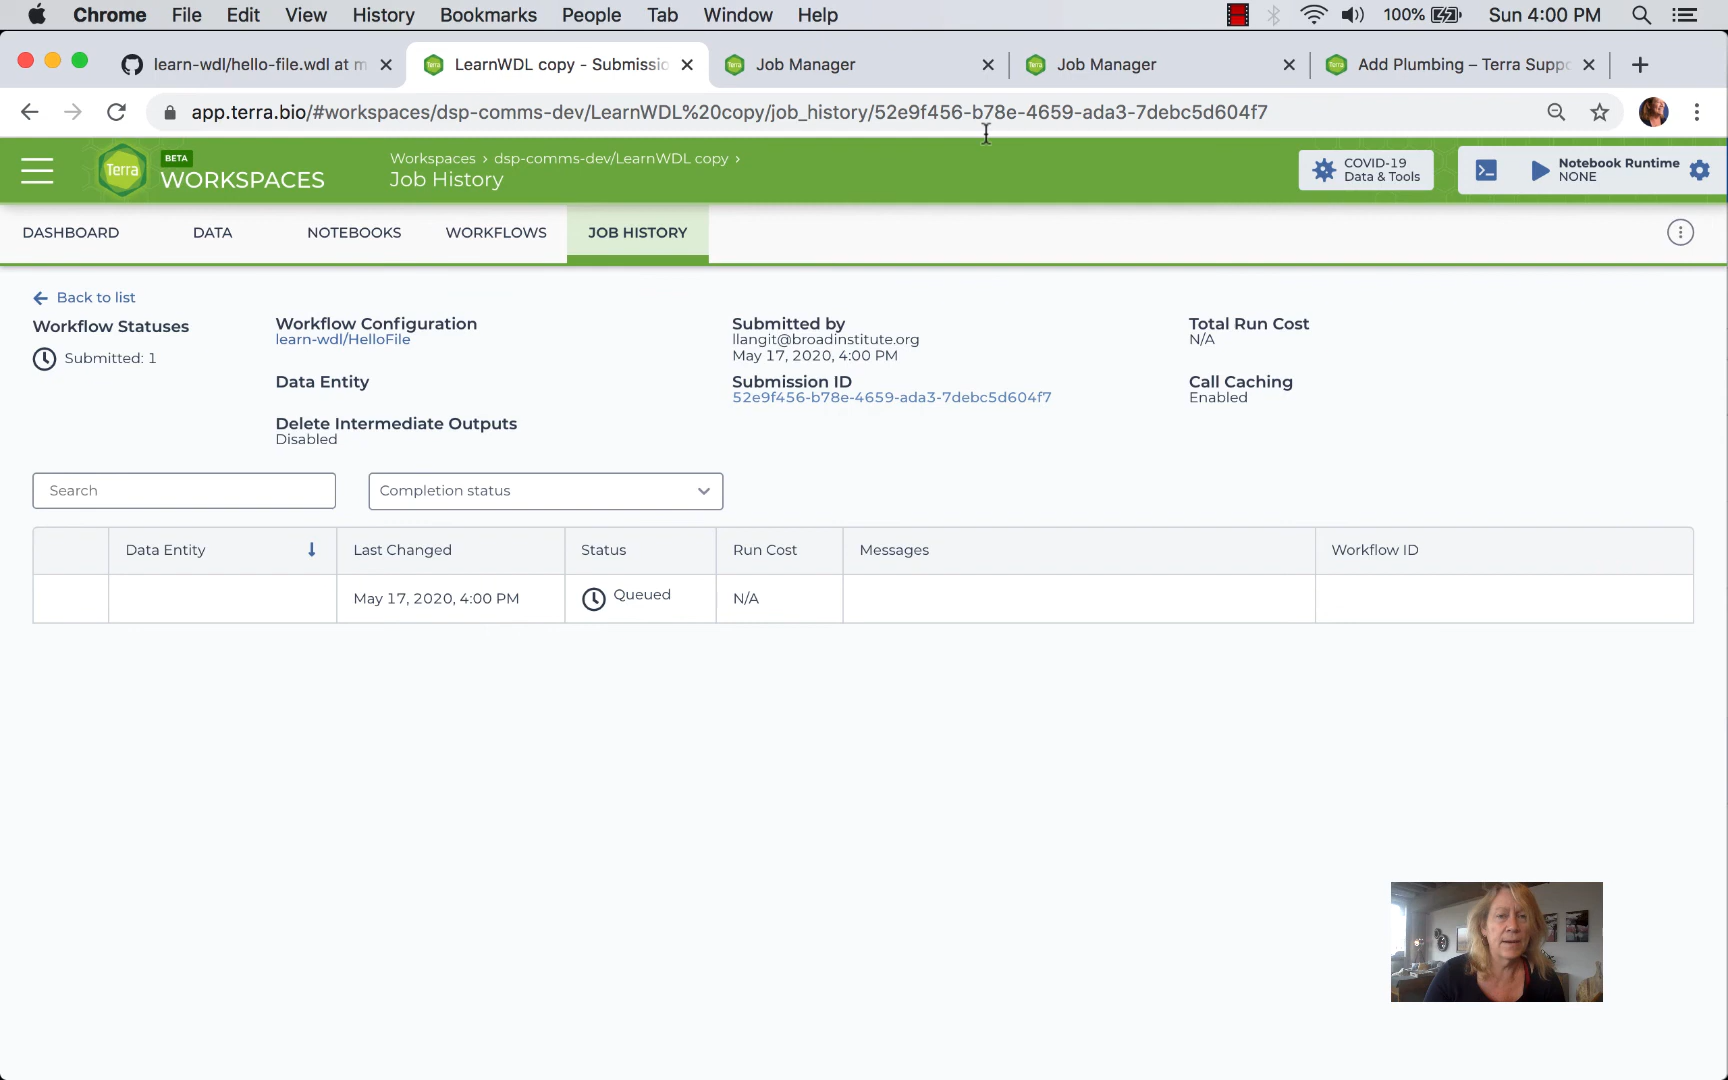 Chrome File Edit View History Bookmarks People Tab Window Help 100% Sun 4:00 PM
learn-wdl/hello-file.wdl at m LearnWDL copy - Submissio Job Manager Job Manager Add Plumbing – Terra Suppo
app.terra.bio/#workspaces/dsp-comms-dev/LearnWDL%20copy/job_history/52e9f456-b78e-4659-ada3-7debc5d604f7
Terra BETA WORKSPACES
Workspaces › dsp-comms-dev/LearnWDL copy ›
Job History
COVID-19
Data & Tools
Notebook Runtime
NONE
DASHBOARD DATA NOTEBOOKS WORKFLOWS JOB HISTORY
Back to list
Workflow Statuses
Submitted: 1
Workflow Configuration
learn-wdl/HelloFile
Data Entity
Delete Intermediate Outputs
Disabled
Submitted by
llangit@broadinstitute.org
May 17, 2020, 4:00 PM
Submission ID
52e9f456-b78e-4659-ada3-7debc5d604f7
Total Run Cost
N/A
Call Caching
Enabled
Search Completion status
Data Entity Last Changed Status Run Cost Messages Workflow ID
May 17, 2020, 4:00 PM Queued N/A